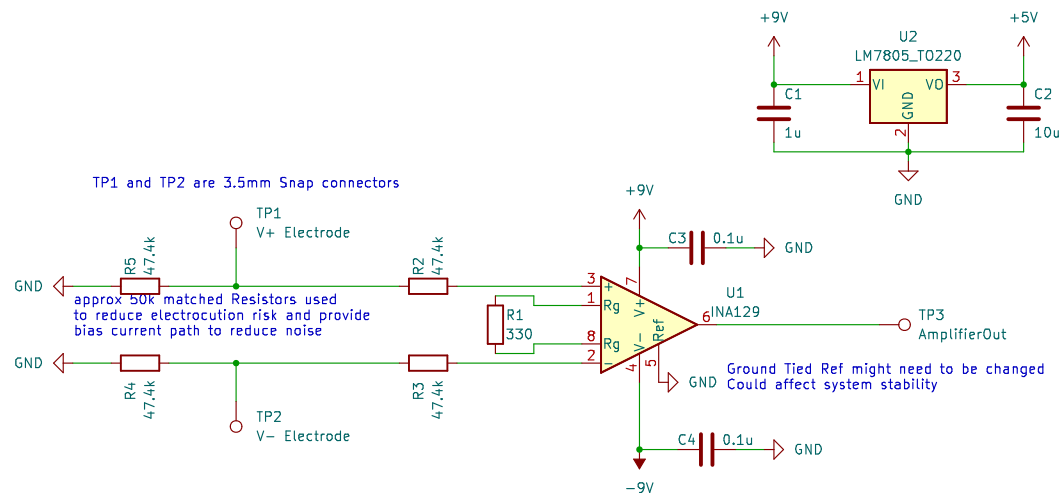 +9V
+5V
U2
LM7805_TO220
1
VI
VO
3
GND
2
C1
1u
C2
10u
GND
TP1 and TP2 are 3.5mm Snap connectors
TP1
V+ Electrode
+9V
C3
0.1u
GND
R5
47.4k
R2
47.4k
GND
approx 50k matched Resistors used
to reduce electrocution risk and provide
bias current path to reduce noise
3
+
7
V+
1
Rg
R1
330
U1
INA129
6
TP3
AmplifierOut
8
Rg
Ref
V-
2
-
4
5
GND
GND
R4
47.4k
R3
47.4k
Ground Tied Ref might need to be changed
Could affect system stability
TP2
V- Electrode
C4
0.1u
GND
-9V